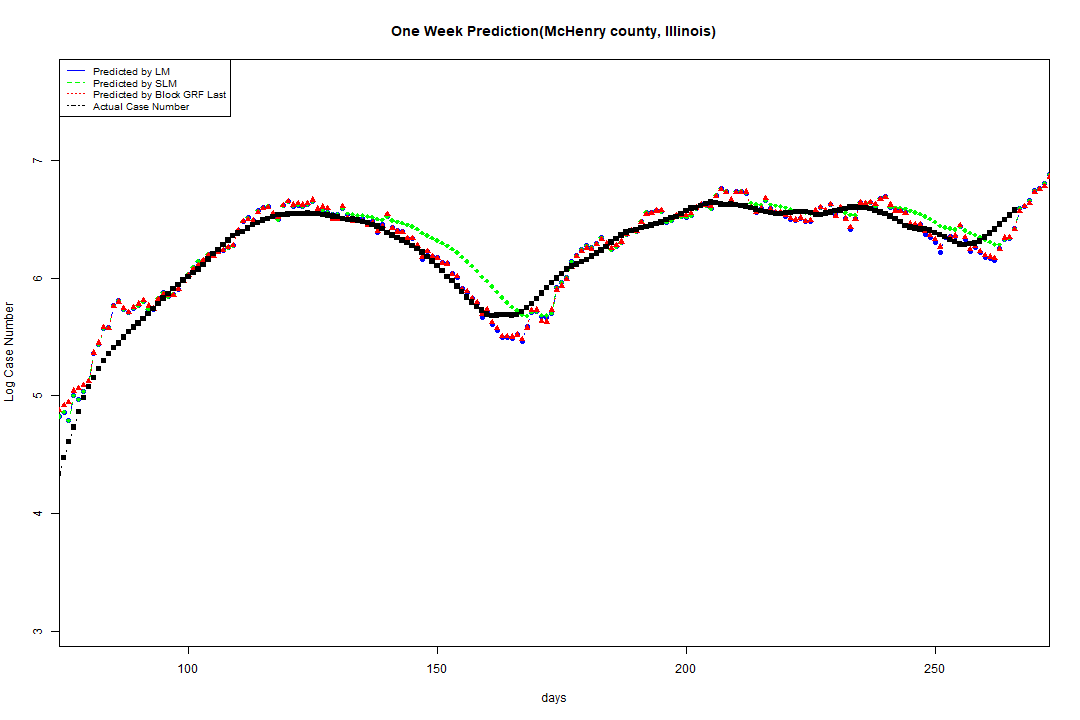 One Week Prediction(McHenry county, Illinois)
Predicted by LM
Predicted by SLM
Predicted by Block GRF Last
Actual Case Number
7
6
5
4
3
Log Case Number
100 150 200 250
days